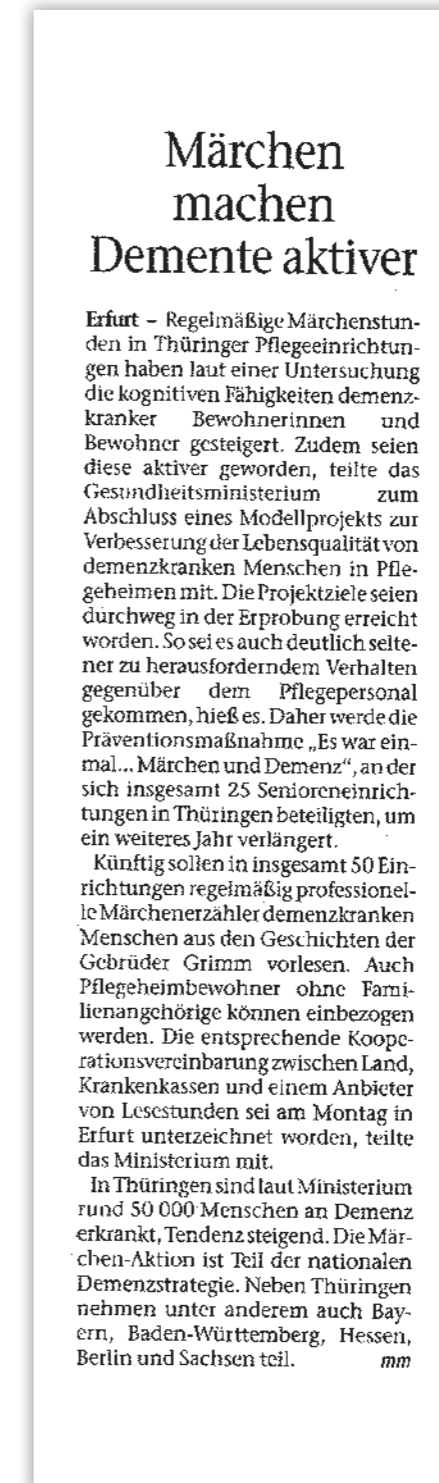 Märchen
machen
Demente aktiver
Erfurt – Regelmäßige Märchenstun-
den in Thüringer Pflegeeinrichtun-
gen haben laut einer Untersuchung
die kognitiven Fähigkeiten demenz-
kranker Bewohnerinnen und
Bewohner gesteigert. Zudem seien
diese aktiver geworden, teilte das
Gesundheitsministerium zum
Abschluss eines Modellprojekts zur
Verbesserung der Lebensqualität von
demenzkranken Menschen in Pfle-
geheimen mit. Die Projektziele seien
durchweg in der Erprobung erreicht
worden. So sei es auch deutlich selte-
ner zu herausforderndem Verhalten
gegenüber dem Pflegepersonal
gekommen, hieß es. Daher werde die
Präventionsmaßnahme „Es war ein-
mal... Märchen und Demenz“, an der
sich insgesamt 25 Senioreneinrich-
tungen in Thüringen beteiligten, um
ein weiteres Jahr verlängert.
Künftig sollen in insgesamt 50 Ein-
richtungen regelmäßig professionel-
le Märchenerzähler demenzkranken
Menschen aus den Geschichten der
Gebrüder Grimm vorlesen. Auch
Pflegeheimbewohner ohne Fami-
lienangehörige können einbezogen
werden. Die entsprechende Koope-
rationsvereinbarung zwischen Land,
Krankenkassen und einem Anbieter
von Lesestunden sei am Montag in
Erfurt unterzeichnet worden, teilte
das Ministerium mit.
In Thüringen sind laut Ministerium
rund 50 000 Menschen an Demenz
erkrankt, Tendenz steigend. Die Mär-
chen-Aktion ist Teil der nationalen
Demenzstrategie. Neben Thüringen
nehmen unter anderem auch Bay-
ern, Baden-Württemberg, Hessen,
Berlin und Sachsen teil. mm